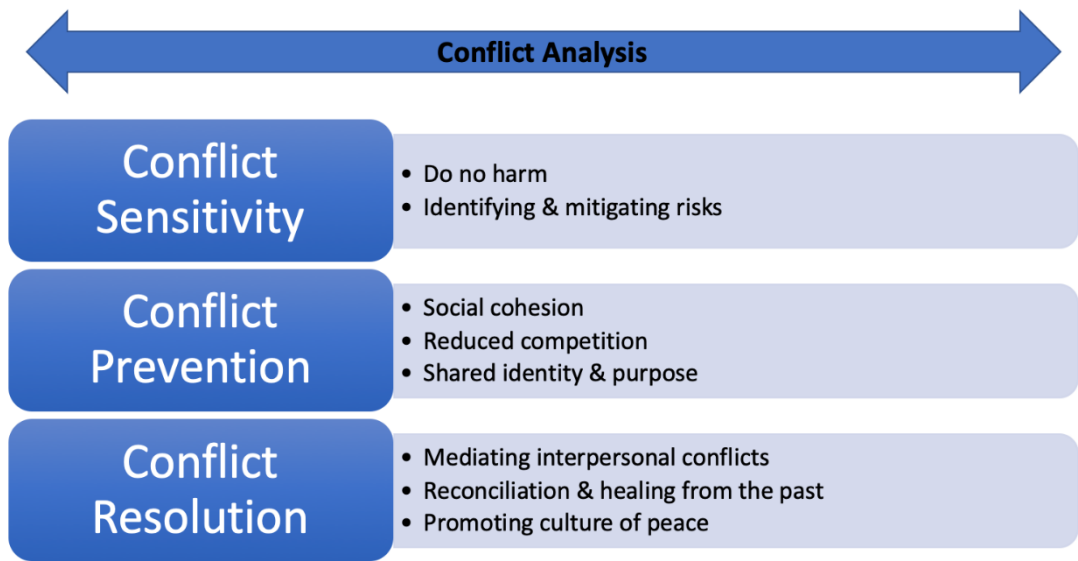 Conflict Analysis
Conflict
Sensitivity
• Do no harm
• Identifying & mitigating risks
Conflict
Prevention
• Social cohesion
• Reduced competition
• Shared identity & purpose
Conflict
Resolution
• Mediating interpersonal conflicts
• Reconciliation & healing from the past
• Promoting culture of peace